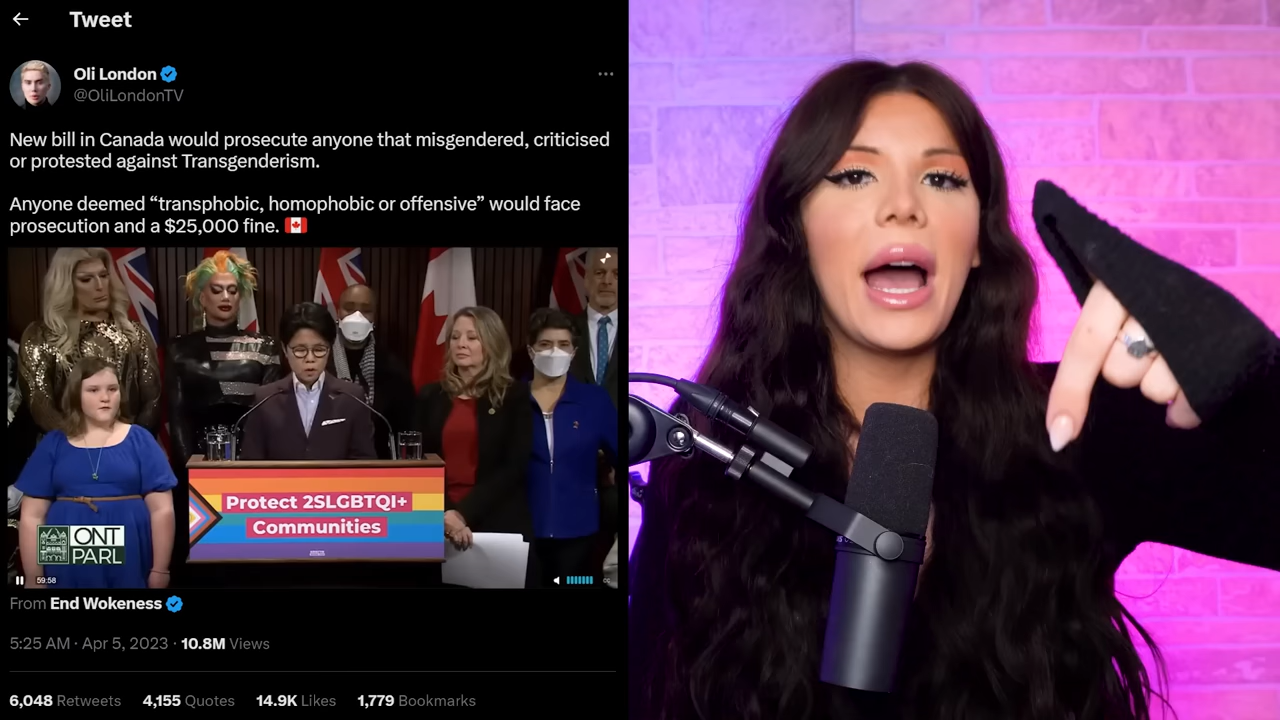 Tweet
Oli London
@OliLondonTV
New bill in Canada would prosecute anyone that misgendered, criticised
or protested against Transgenderism.
Anyone deemed “transphobic, homophobic or offensive” would face
prosecution and a $25,000 fine. 🇨🇦
Protect 2SLGBTQI+
Communities
ONT
PARL
59:58
From End Wokeness
5:25 AM · Apr 5, 2023 · 10.8M Views
6,048 Retweets 4,155 Quotes 14.9K Likes 1,779 Bookmarks